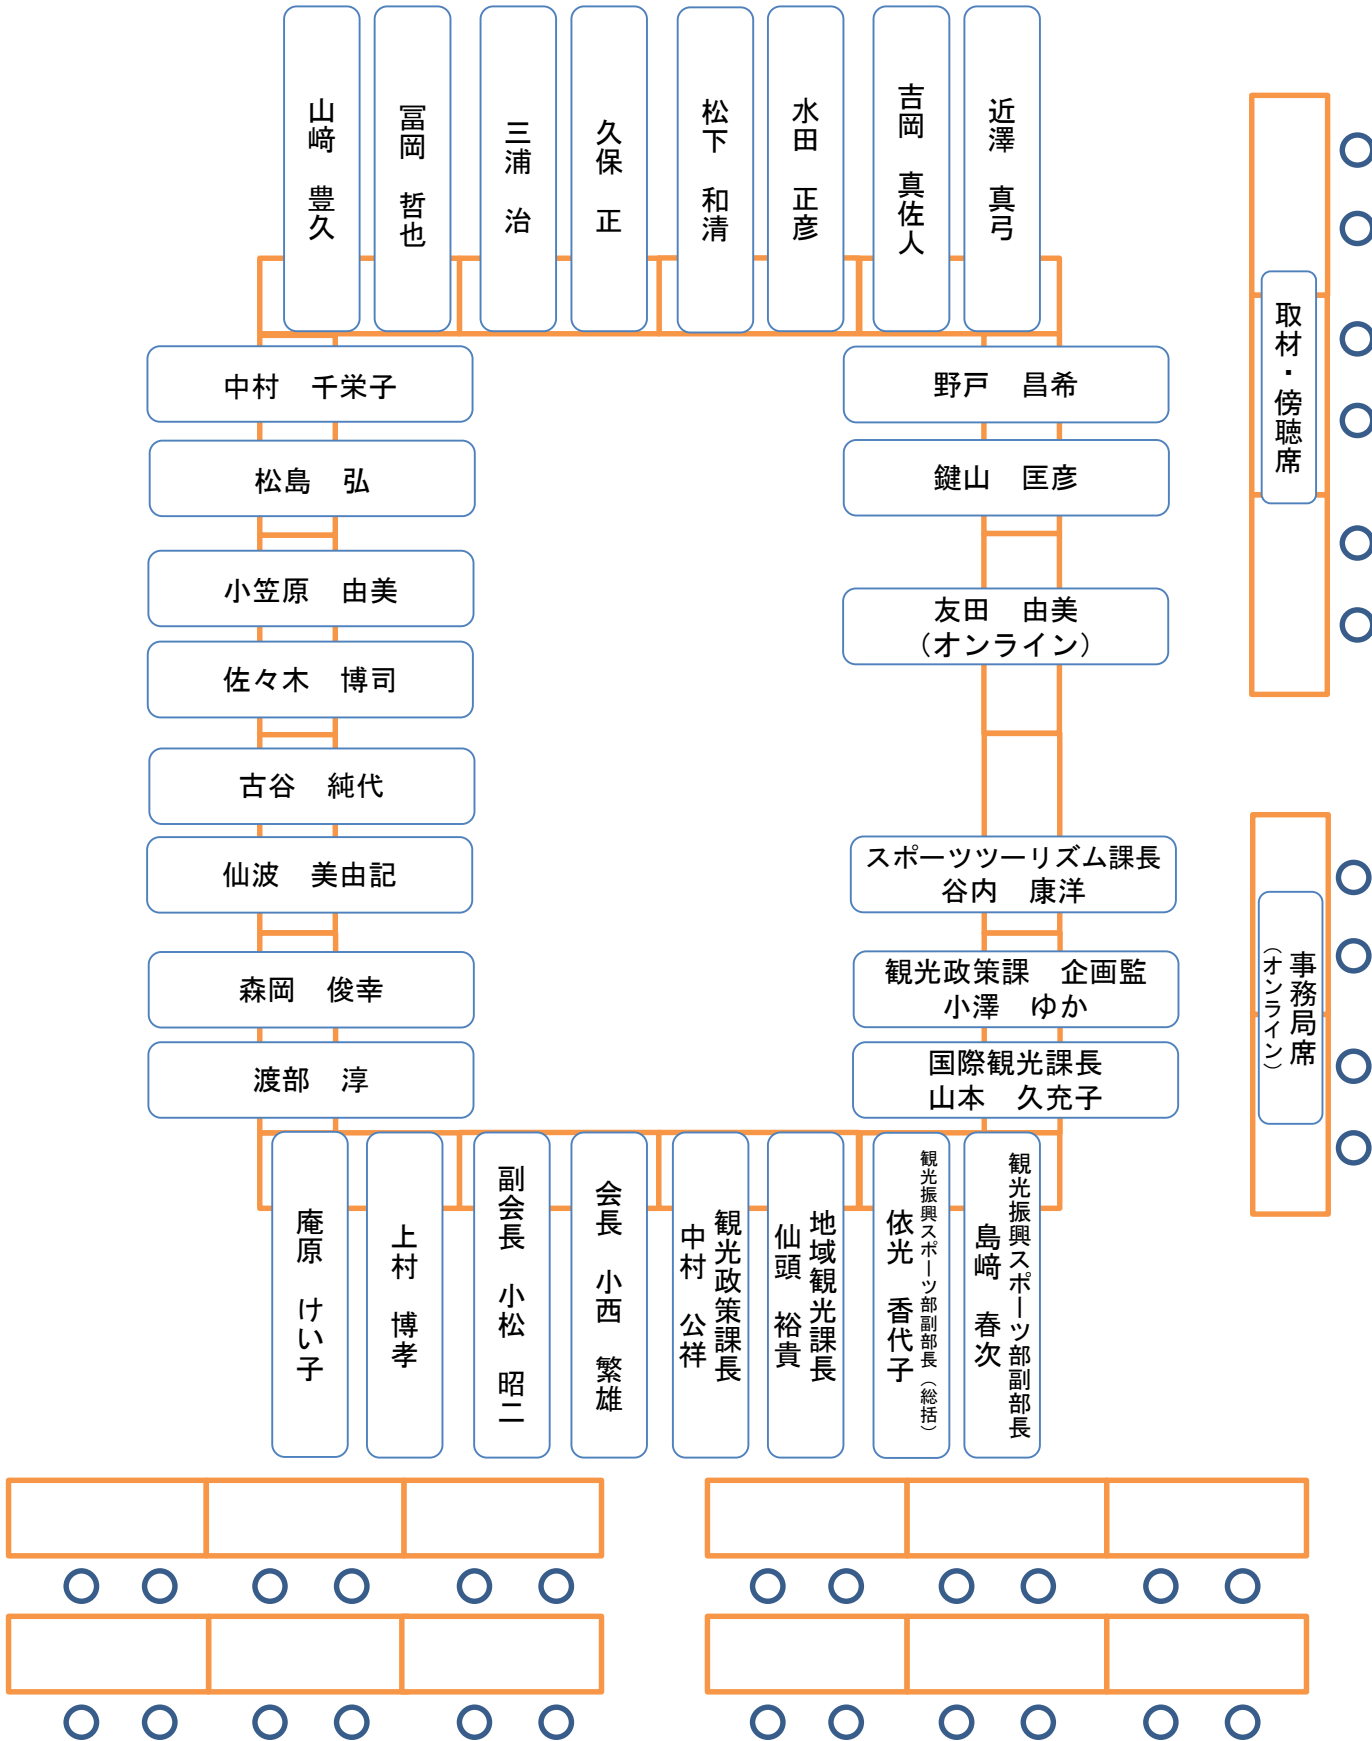 山﨑　豊久
冨岡　哲也
三浦　治
久保　正
松下　和清
水田　正彦
吉岡　真佐人
近澤　真弓
中村　千栄子
松島　弘
小笠原　由美
佐々木　博司
古谷　純代
仙波　美由記
森岡　俊幸
渡部　淳
野戸　昌希
鍵山　匡彦
友田　由美
（オンライン）
スポーツツーリズム課長
谷内　康洋
観光政策課　企画監
小澤　ゆか
国際観光課長
山本　久充子
庵原　けい子
上村　博孝
副会長　小松　昭二
会長　小西　繁雄
観光政策課長
中村　公祥
地域観光課長
仙頭　裕貴
観光振興スポーツ部副部長（総括）
依光　香代子
観光振興スポーツ部副部長
島﨑　春次
取材・傍聴席
事務局席
（オンライン）